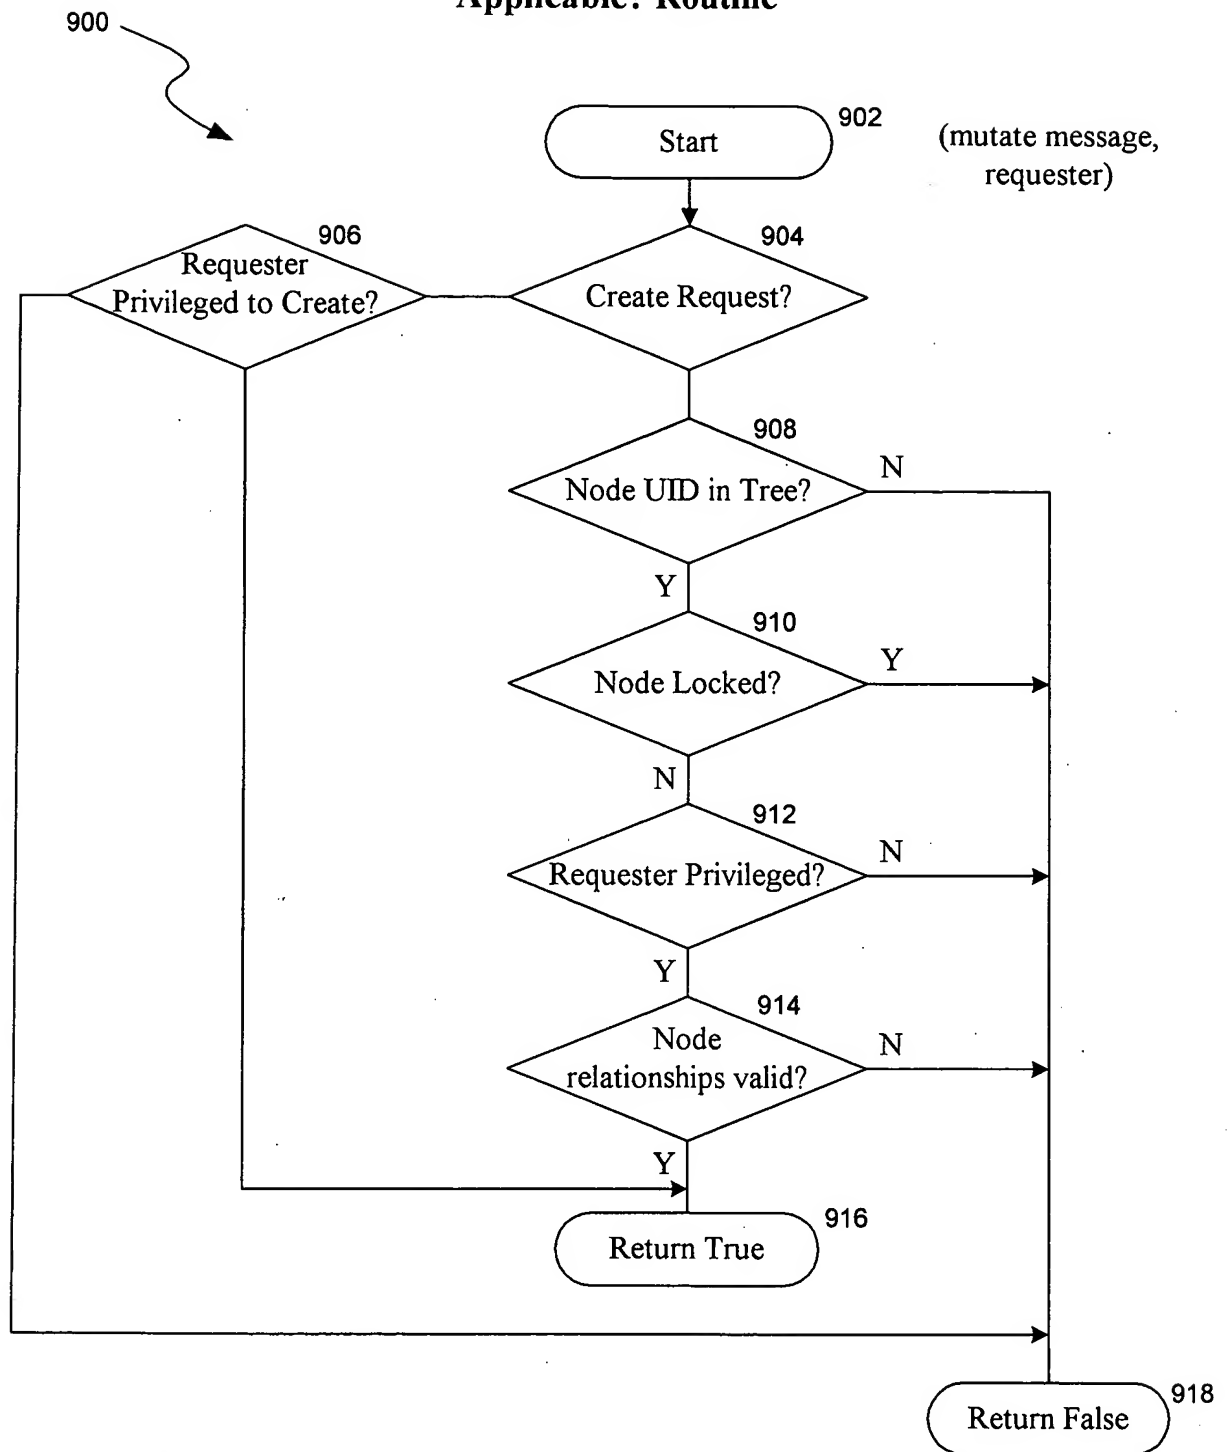 Applicable? Routine
900
Start
902
(mutate message,
requester)
906
Requester
Privileged to Create?
904
Create Request?
908
Node UID in Tree?
N
Y
910
Node Locked?
Y
N
912
Requester Privileged?
N
Y
914
Node
relationships valid?
N
Y
916
Return True
918
Return False